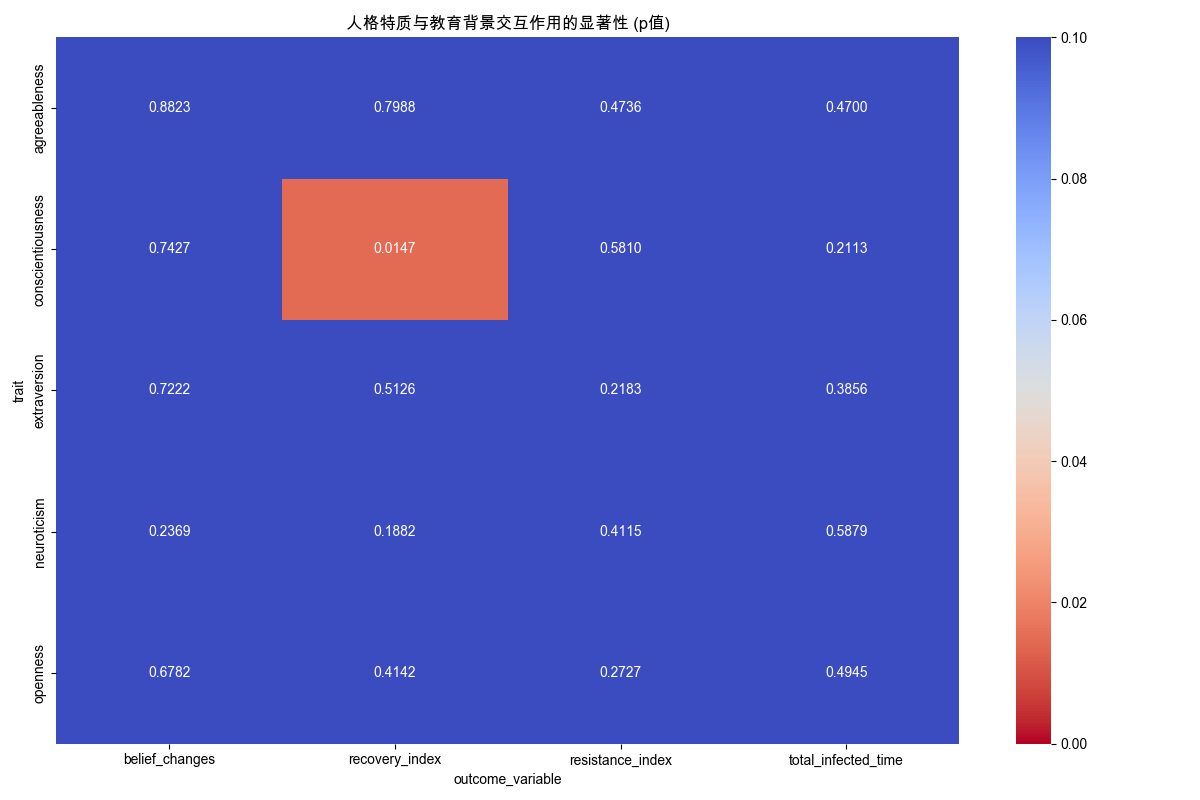 人格特质与教育背景交互作用的显著性 (p值)
trait
agreeableness
0.8823 0.7988 0.4736 0.4700
conscientiousness
0.7427 0.0147 0.5810 0.2113
extraversion
0.7222 0.5126 0.2183 0.3856
neuroticism
0.2369 0.1882 0.4115 0.5879
openness
0.6782 0.4142 0.2727 0.4945
belief_changes recovery_index resistance_index total_infected_time
outcome_variable
0.10
0.08
0.06
0.04
0.02
0.00